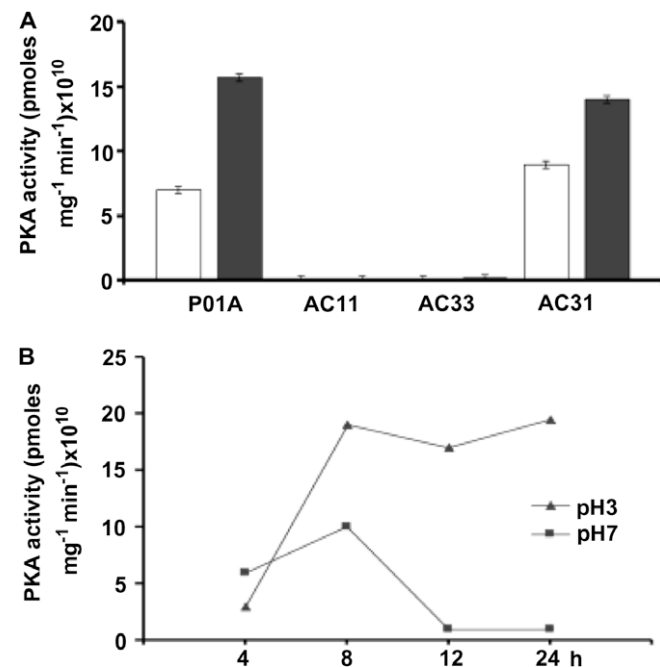 A
PKA activity (pmoles
mg-1 min-1)x1010
20
15
10
5
0
P01A AC11 AC33 AC31
B
PKA activity (pmoles
mg-1 min-1)x1010
25
20
15
10
5
0
pH3
pH7
4 8 12 24 h